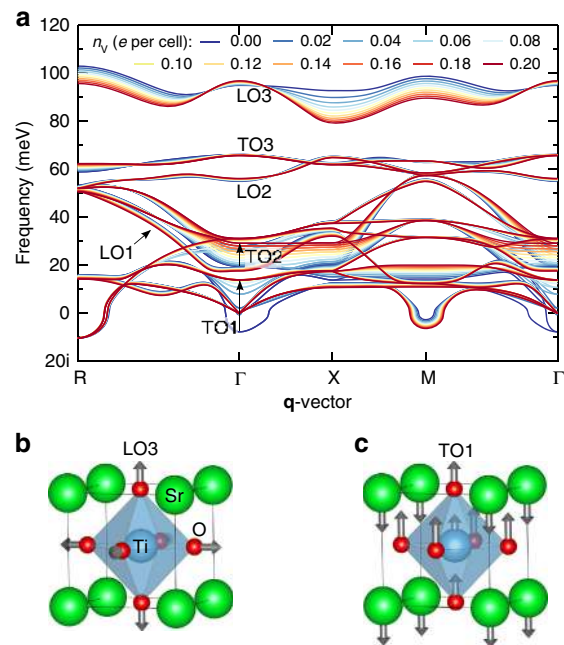 a
n_V (e per cell): 0.00 0.02 0.04 0.06 0.08
0.10 0.12 0.14 0.16 0.18 0.20
120
100
80
60
40
20
0
20i
Frequency (meV)
LO3
TO3
LO2
LO1
TO2
TO1
R Γ X M Γ
q-vector
b
LO3
Sr
O
Ti
c
TO1